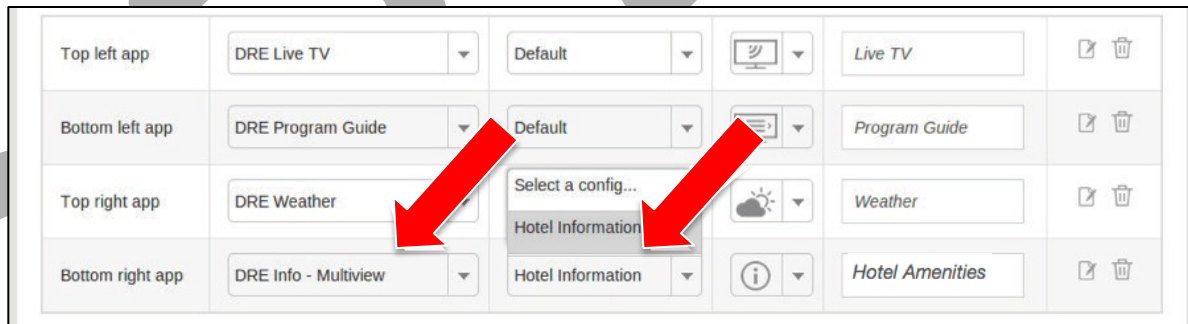 Top left app DRE Live TV Default Live TV
Bottom left app DRE Program Guide Default Program Guide
Select a config...
Top right app DRE Weather Weather
Hotel Information
Bottom right app DRE Info - Multiview Hotel Information Hotel Amenities